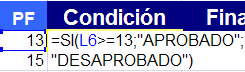 PF Condición Fina
13 =SI(L6>=13;"APROBADO";
15 "DESAPROBADO")